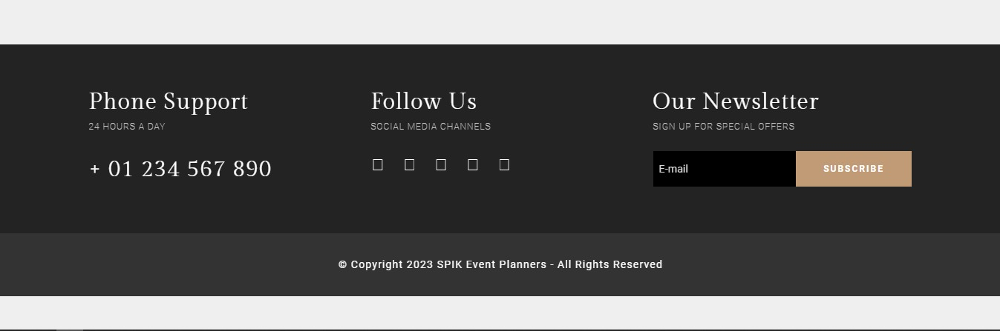 Phone Support
24 HOURS A DAY
+ 01 234 567 890
Follow Us
SOCIAL MEDIA CHANNELS
Our Newsletter
SIGN UP FOR SPECIAL OFFERS
E-mail
SUBSCRIBE
© Copyright 2023 SPIK Event Planners - All Rights Reserved